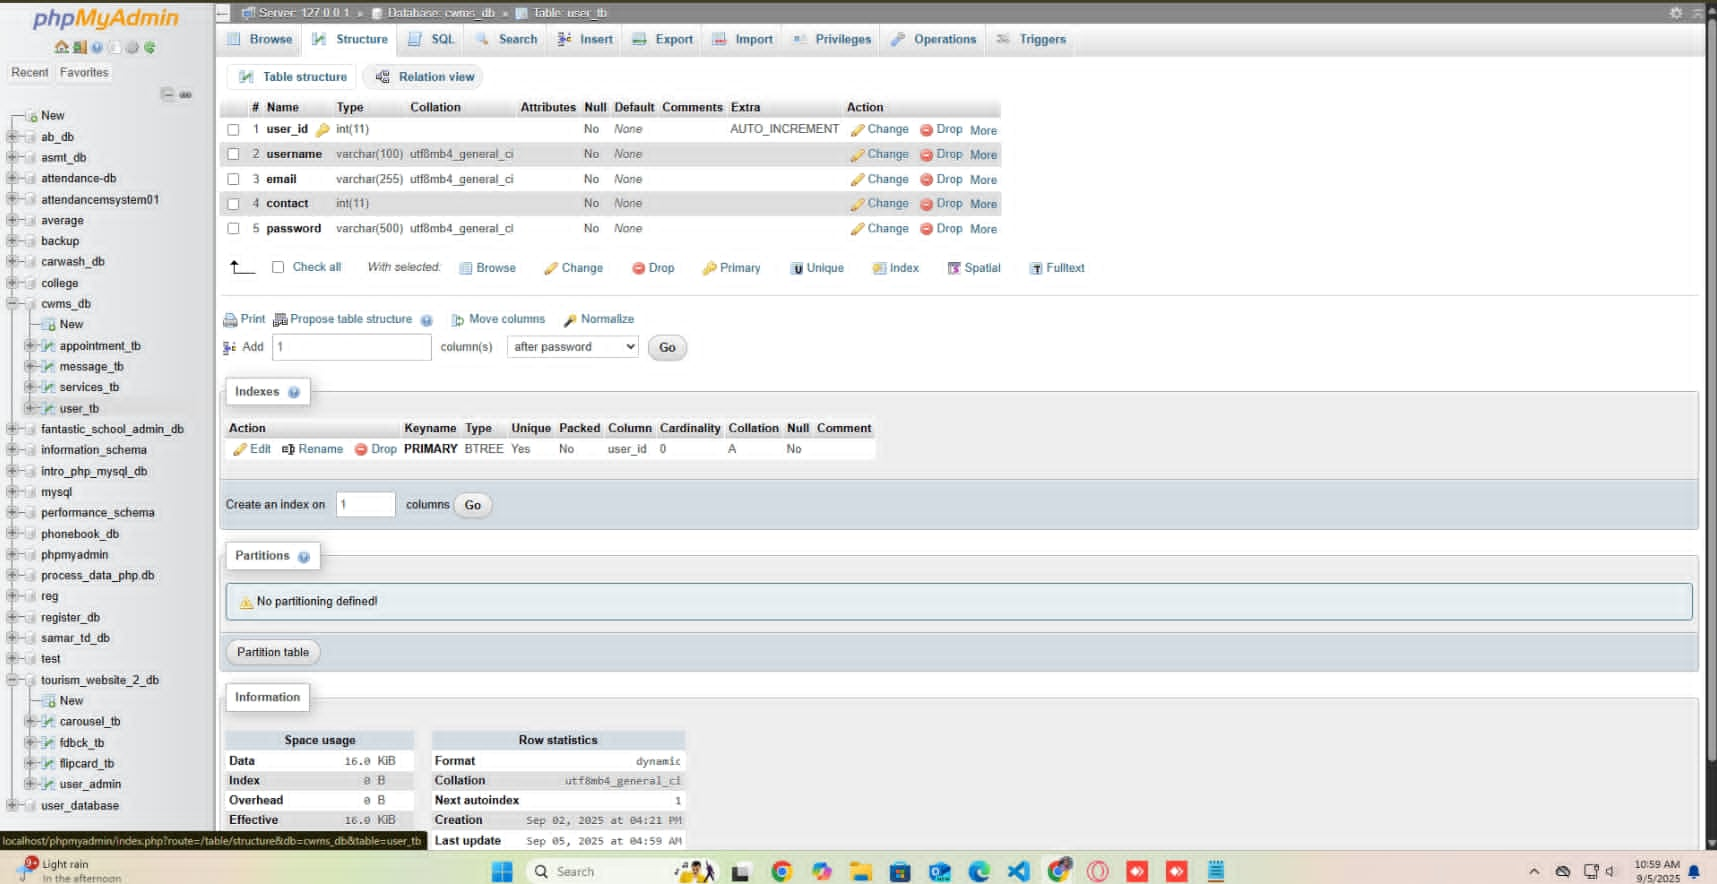 phpMyAdmin
Recent Favorites
New
ab_db
asmt_db
attendance-db
attendancemsystem01
average
backup
carwash_db
college
cwms_db
New
appointment_tb
message_tb
services_tb
user_tb
fantastic_school_admin_db
information_schema
intro_php_mysql_db
mysql
performance_schema
phonebook_db
phpmyadmin
process_data_php.db
reg
register_db
samar_td_db
test
tourism_website_2_db
New
carousel_tb
fdbck_tb
flipcard_tb
user_admin
user_database
Server: 127.0.0.1 » Database: cwms_db » Table: user_tb
Browse Structure SQL Search Insert Export Import Privileges Operations Triggers
Table structure Relation view
# Name Type Collation Attributes Null Default Comments Extra Action
1 user_id int(11) No None AUTO_INCREMENT Change Drop More
2 username varchar(100) utf8mb4_general_ci No None Change Drop More
3 email varchar(255) utf8mb4_general_ci No None Change Drop More
4 contact int(11) No None Change Drop More
5 password varchar(500) utf8mb4_general_ci No None Change Drop More
Check all With selected: Browse Change Drop Primary Unique Index Spatial Fulltext
Print Propose table structure Move columns Normalize
Add 1 column(s) after password Go
Indexes
Action Keyname Type Unique Packed Column Cardinality Collation Null Comment
Edit Rename Drop PRIMARY BTREE Yes No user_id 0 A No
Create an index on 1 columns Go
Partitions
No partitioning defined!
Partition table
Information
Space usage
Data 16.0 KiB
Index 0 B
Overhead 0 B
Effective 16.0 KiB
Row statistics
Format dynamic
Collation utf8mb4_general_ci
Next autoindex 1
Creation Sep 02, 2025 at 04:21 PM
Last update Sep 05, 2025 at 04:59 AM
localhost/phpmyadmin/index.php?route=/table/structure&db=cwms_db&table=user_tb
9+ Light rain
In the afternoon
Search
10:59 AM
9/5/2025